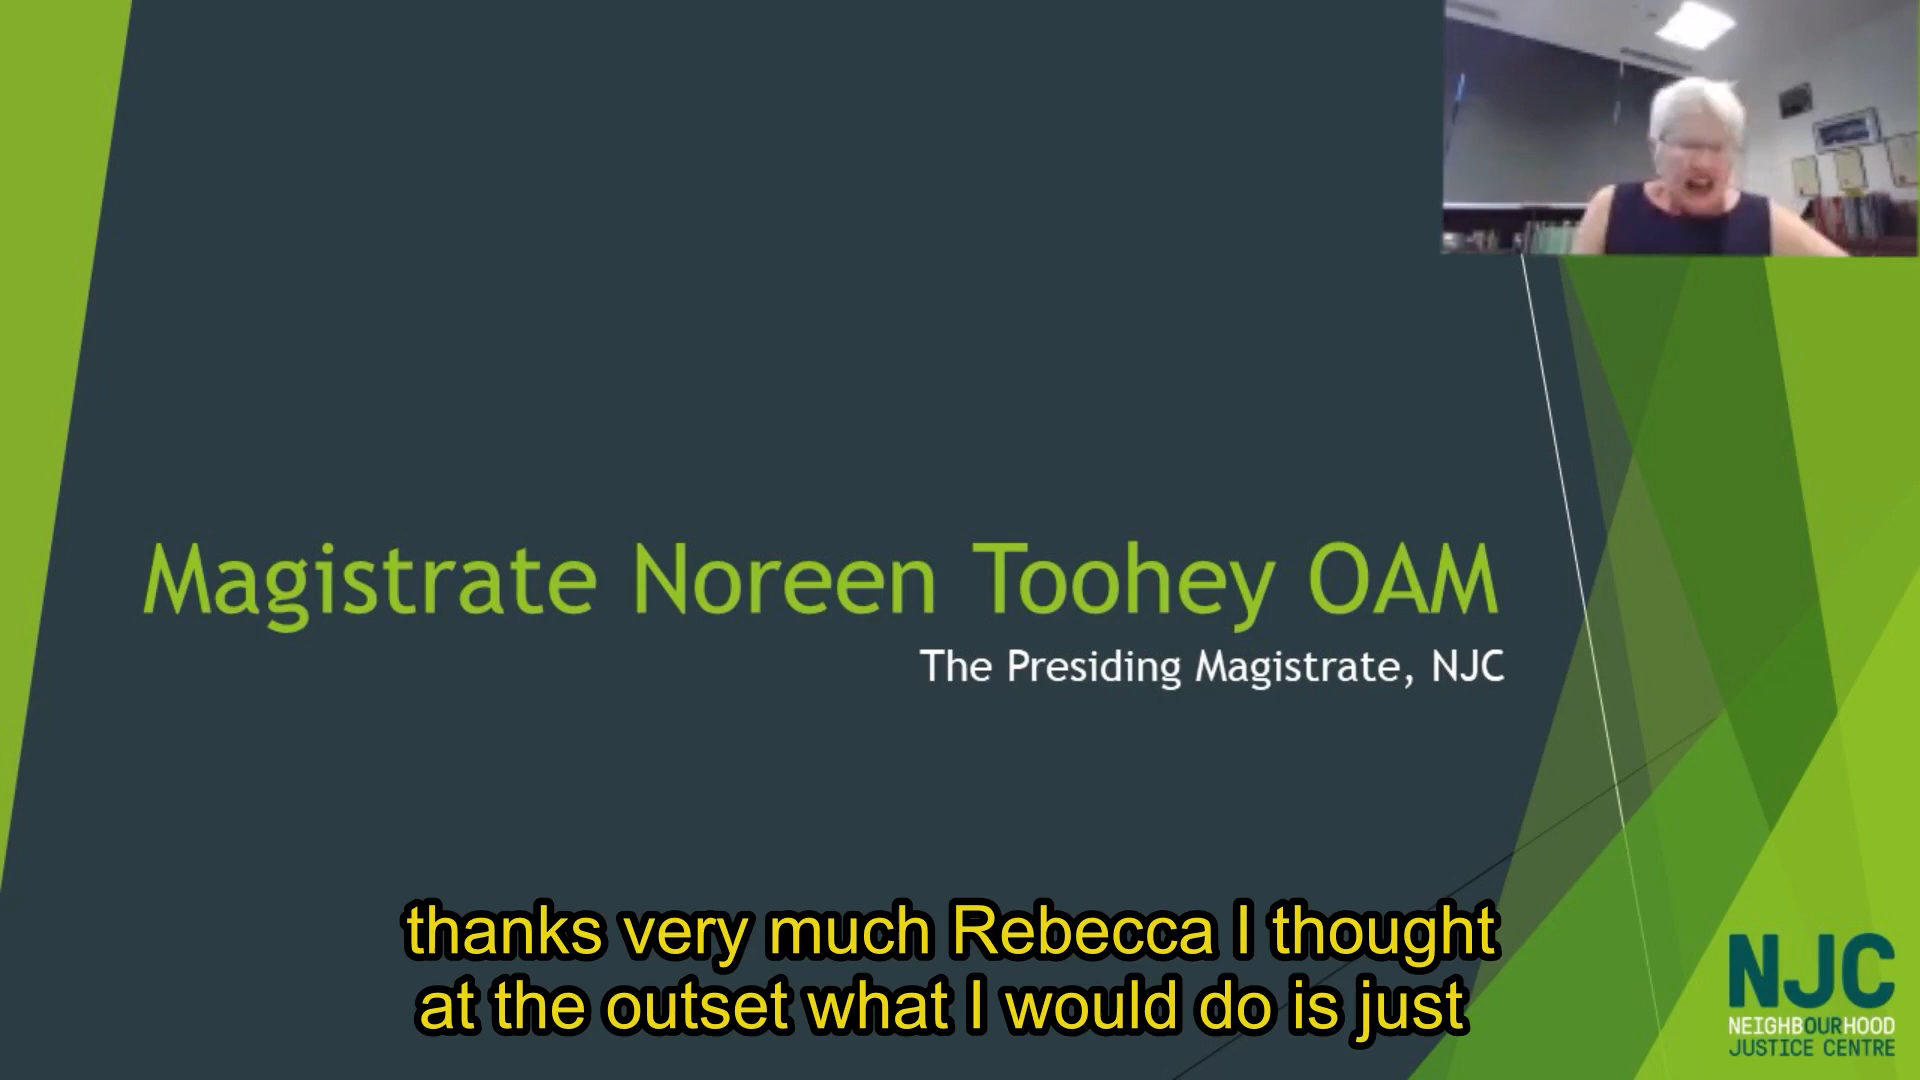 Magistrate Noreen Toohey OAM
The Presiding Magistrate, NJC
thanks very much Rebecca I thought
at the outset what I would do is just
NJC
NEIGHBOURHOOD
JUSTICE CENTRE